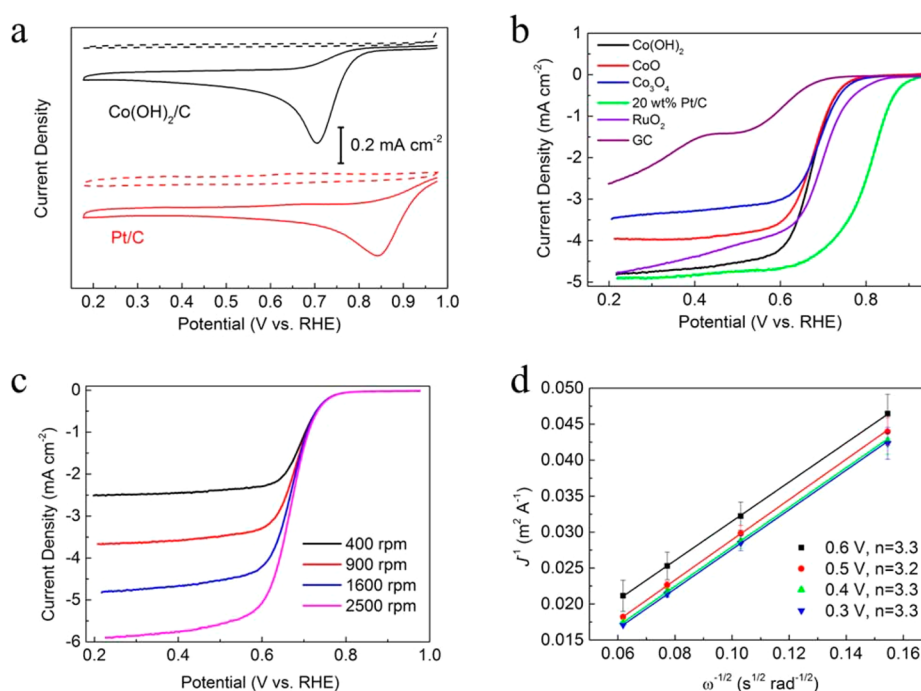 a
Current Density
Co(OH)₂/C
0.2 mA cm⁻²
Pt/C
0.2 0.3 0.4 0.5 0.6 0.7 0.8 0.9 1.0
Potential (V vs. RHE)
b
Current Density (mA cm⁻²)
1
0
-1
-2
-3
-4
-5
Co(OH)₂
CoO
Co₃O₄
20 wt% Pt/C
RuO₂
GC
0.2 0.4 0.6 0.8
Potential (V vs. RHE)
c
Current Density (mA cm⁻²)
0
-1
-2
-3
-4
-5
-6
400 rpm
900 rpm
1600 rpm
2500 rpm
0.2 0.4 0.6 0.8 1.0
Potential (V vs. RHE)
d
J⁻¹ (m² A⁻¹)
0.050
0.045
0.040
0.035
0.030
0.025
0.020
0.015
0.6 V, n=3.3
0.5 V, n=3.2
0.4 V, n=3.3
0.3 V, n=3.3
0.06 0.08 0.10 0.12 0.14 0.16
ω⁻¹/² (s¹/² rad⁻¹/²)